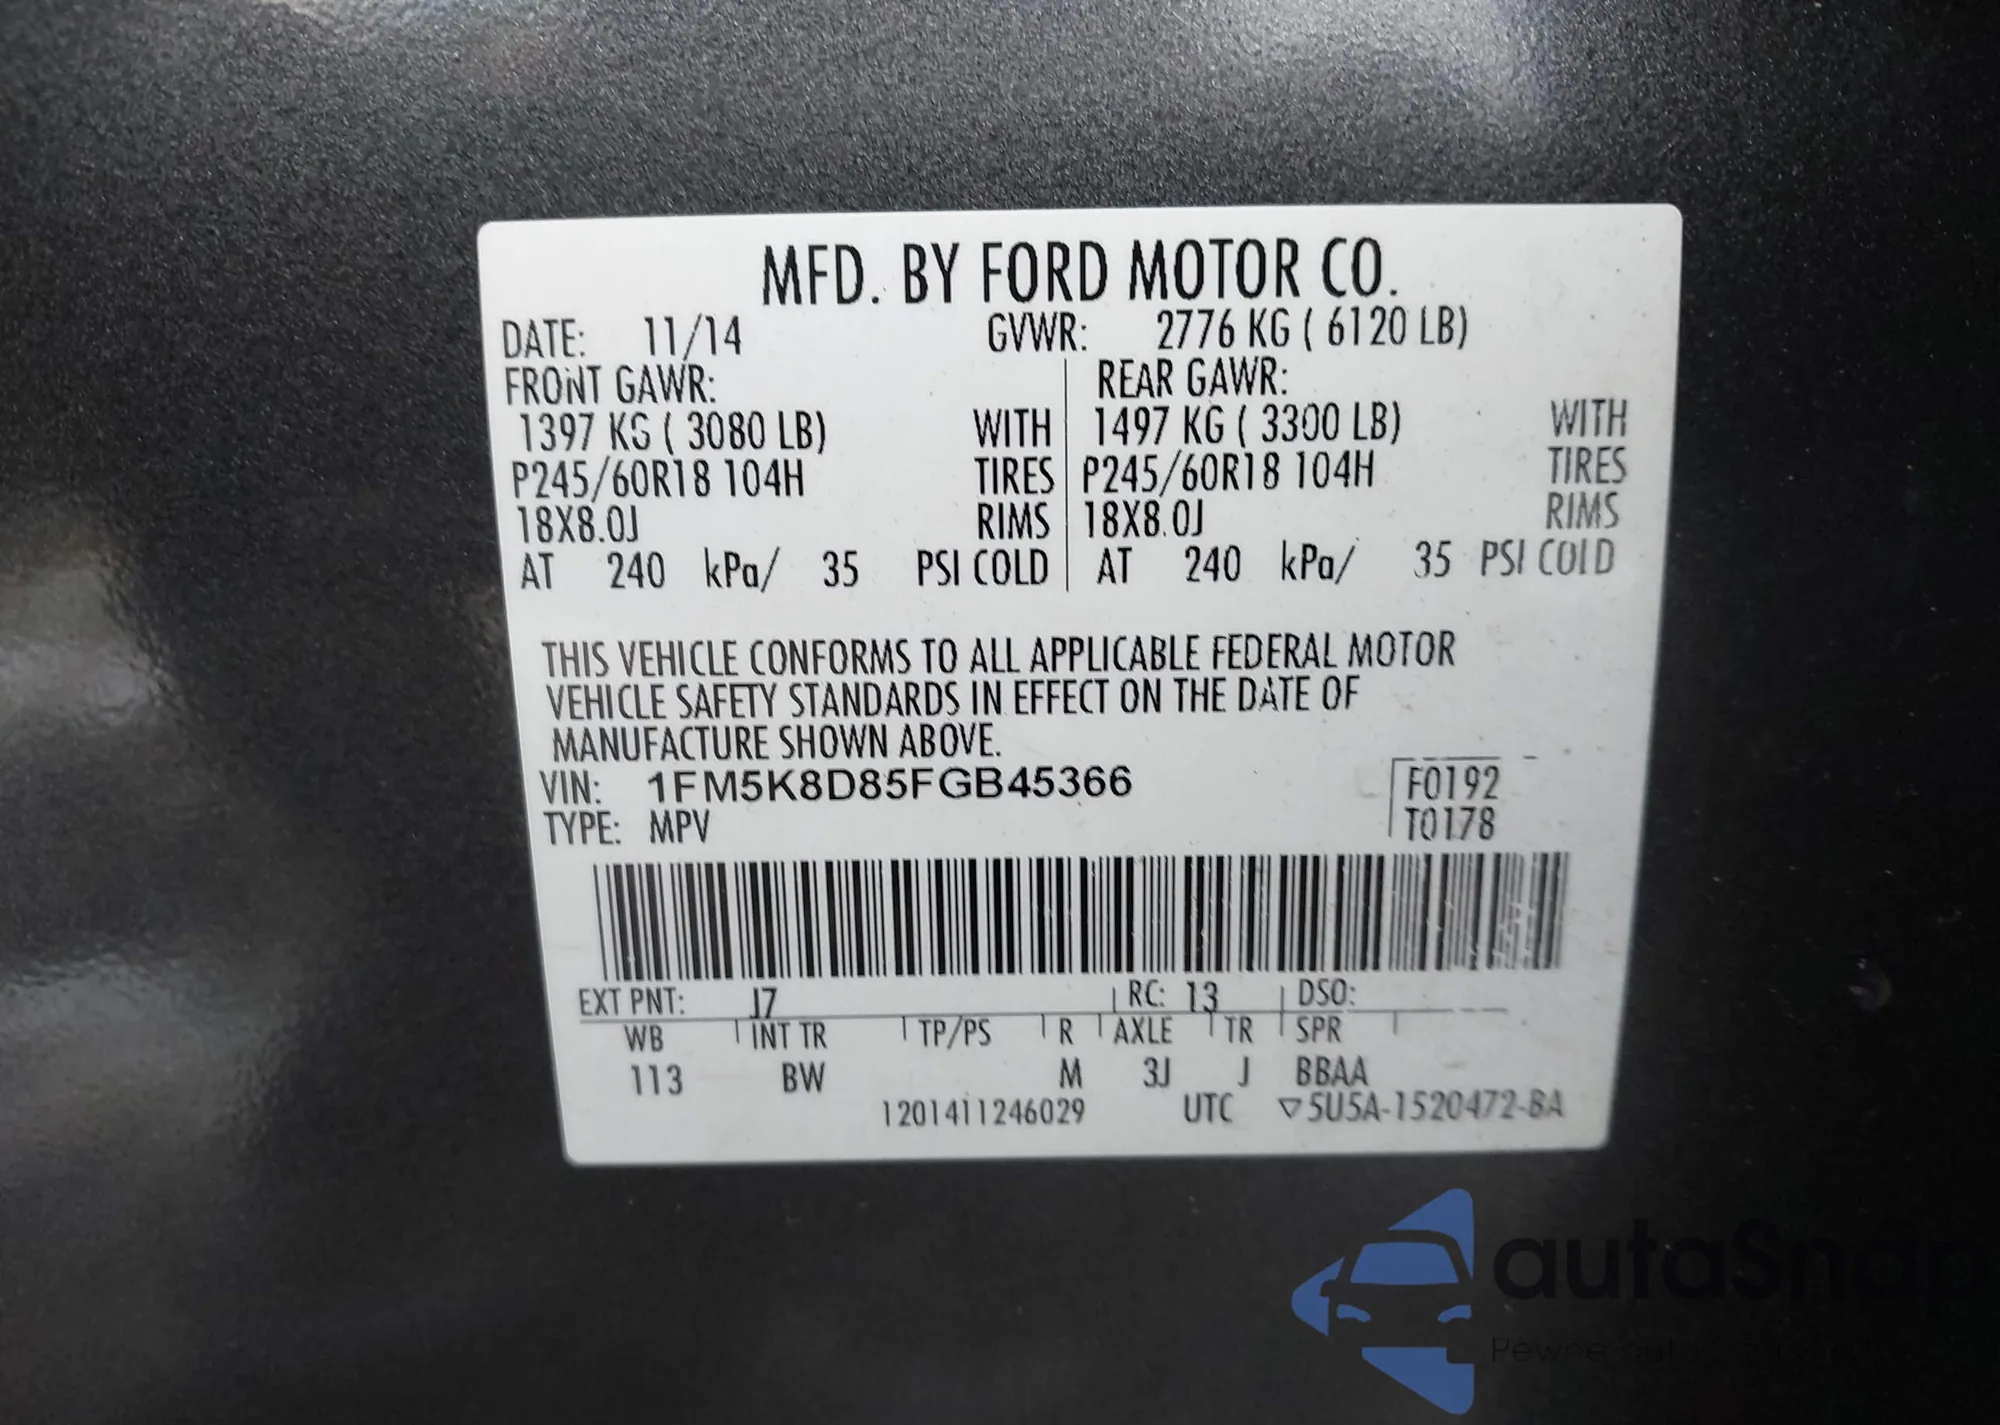 MFD. BY FORD MOTOR CO.
DATE: 11/14 GVWR: 2776 KG ( 6120 LB)
FRONT GAWR: REAR GAWR:
1397 KG ( 3080 LB) WITH 1497 KG ( 3300 LB) WITH
P245/60R18 104H TIRES P245/60R18 104H TIRES
18X8.0J RIMS 18X8.0J RIMS
AT 240 kPa/ 35 PSI COLD AT 240 kPa/ 35 PSI COLD
THIS VEHICLE CONFORMS TO ALL APPLICABLE FEDERAL MOTOR
VEHICLE SAFETY STANDARDS IN EFFECT ON THE DATE OF
MANUFACTURE SHOWN ABOVE.
VIN: 1FM5K8D85FGB45366 F0192
TYPE: MPV T0178
EXT PNT: J7 RC: 13 DSO:
WB INT TR TP/PS R AXLE TR SPR
113 BW M 3J J BBAA
1201411246029 UTC ▽5U5A-1520472-BA
autaSnap